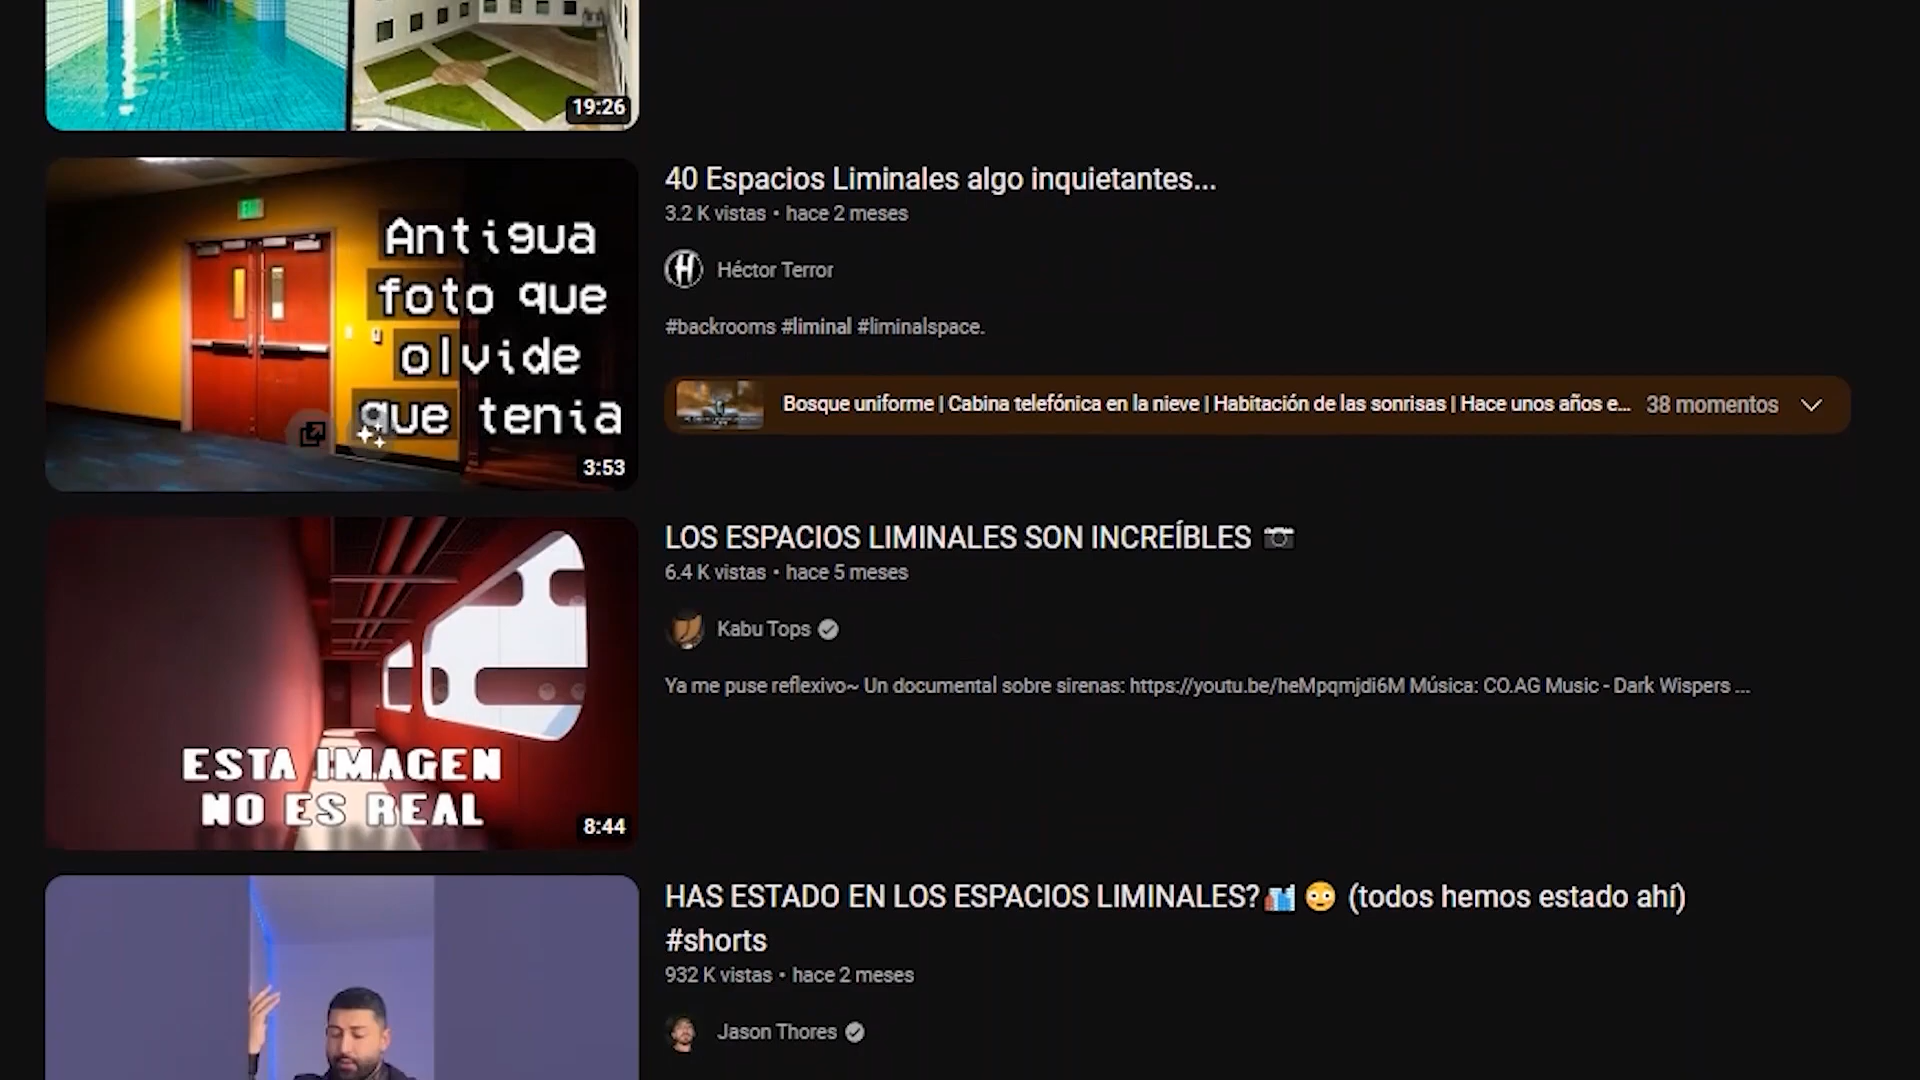 19:26
Antigua
foto que
olvide
que tenia
3:53
40 Espacios Liminales algo inquietantes...
3.2 K vistas • hace 2 meses
Héctor Terror
#backrooms #liminal #liminalspace.
Bosque uniforme | Cabina telefónica en la nieve | Habitación de las sonrisas | Hace unos años e... 38 momentos
ESTA IMAGEN
NO ES REAL
8:44
LOS ESPACIOS LIMINALES SON INCREÍBLES 📷
6.4 K vistas • hace 5 meses
Kabu Tops
Ya me puse reflexivo~ Un documental sobre sirenas: https://youtu.be/heMpqmjdi6M Música: CO.AG Music - Dark Wispers ...
HAS ESTADO EN LOS ESPACIOS LIMINALES?🏙️ 😳 (todos hemos estado ahí)
#shorts
932 K vistas • hace 2 meses
Jason Thores